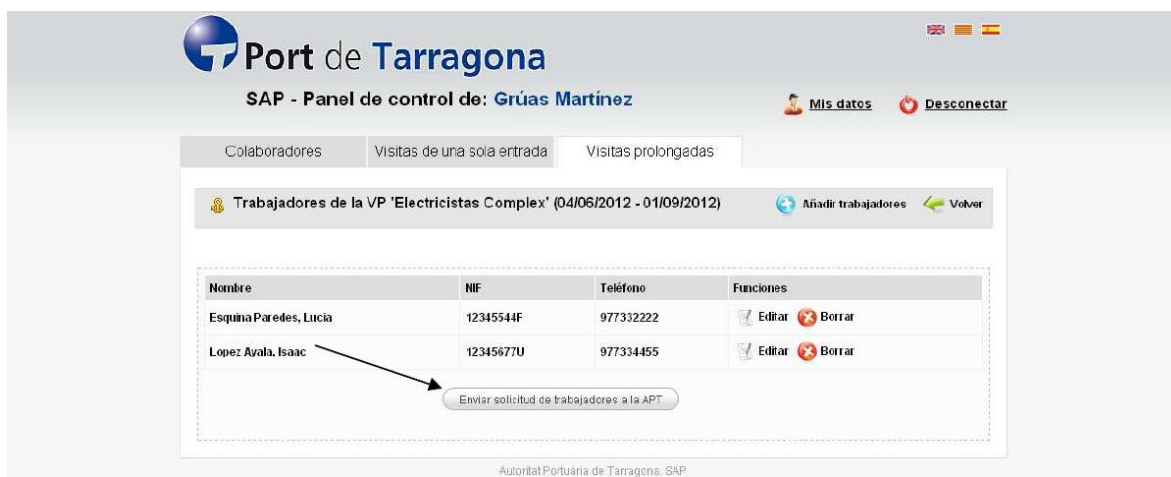 Port de Tarragona
SAP - Panel de control de: Grúas Martínez
Mis datos
Desconectar
Colaboradores
Visitas de una sola entrada
Visitas prolongadas
Trabajadores de la VP 'Electricistas Complex' (04/06/2012 - 01/09/2012)
Añadir trabajadores
Volver
Nombre NIF Teléfono Funciones
Esquina Paredes, Lucia 12345544F 977332222 Editar Borrar
Lopez Ayala, Isaac 12345677U 977334455 Editar Borrar
Enviar solicitud de trabajadores a la APT
Autoritat Portuària de Tarragona. SAP